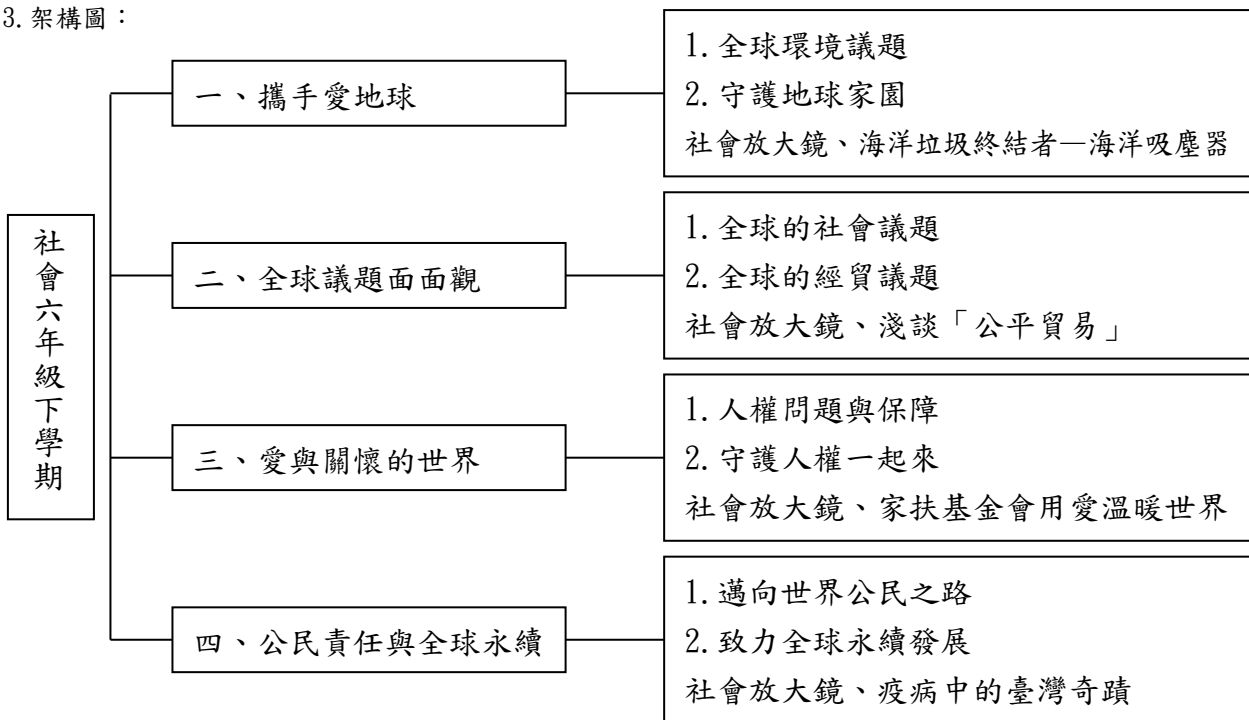 3.架構圖：
社會六年級下學期
一、攜手愛地球
1.全球環境議題
2.守護地球家園
社會放大鏡、海洋垃圾終結者—海洋吸塵器
二、全球議題面面觀
1.全球的社會議題
2.全球的經貿議題
社會放大鏡、淺談「公平貿易」
三、愛與關懷的世界
1.人權問題與保障
2.守護人權一起來
社會放大鏡、家扶基金會用愛溫暖世界
四、公民責任與全球永續
1.邁向世界公民之路
2.致力全球永續發展
社會放大鏡、疫病中的臺灣奇蹟